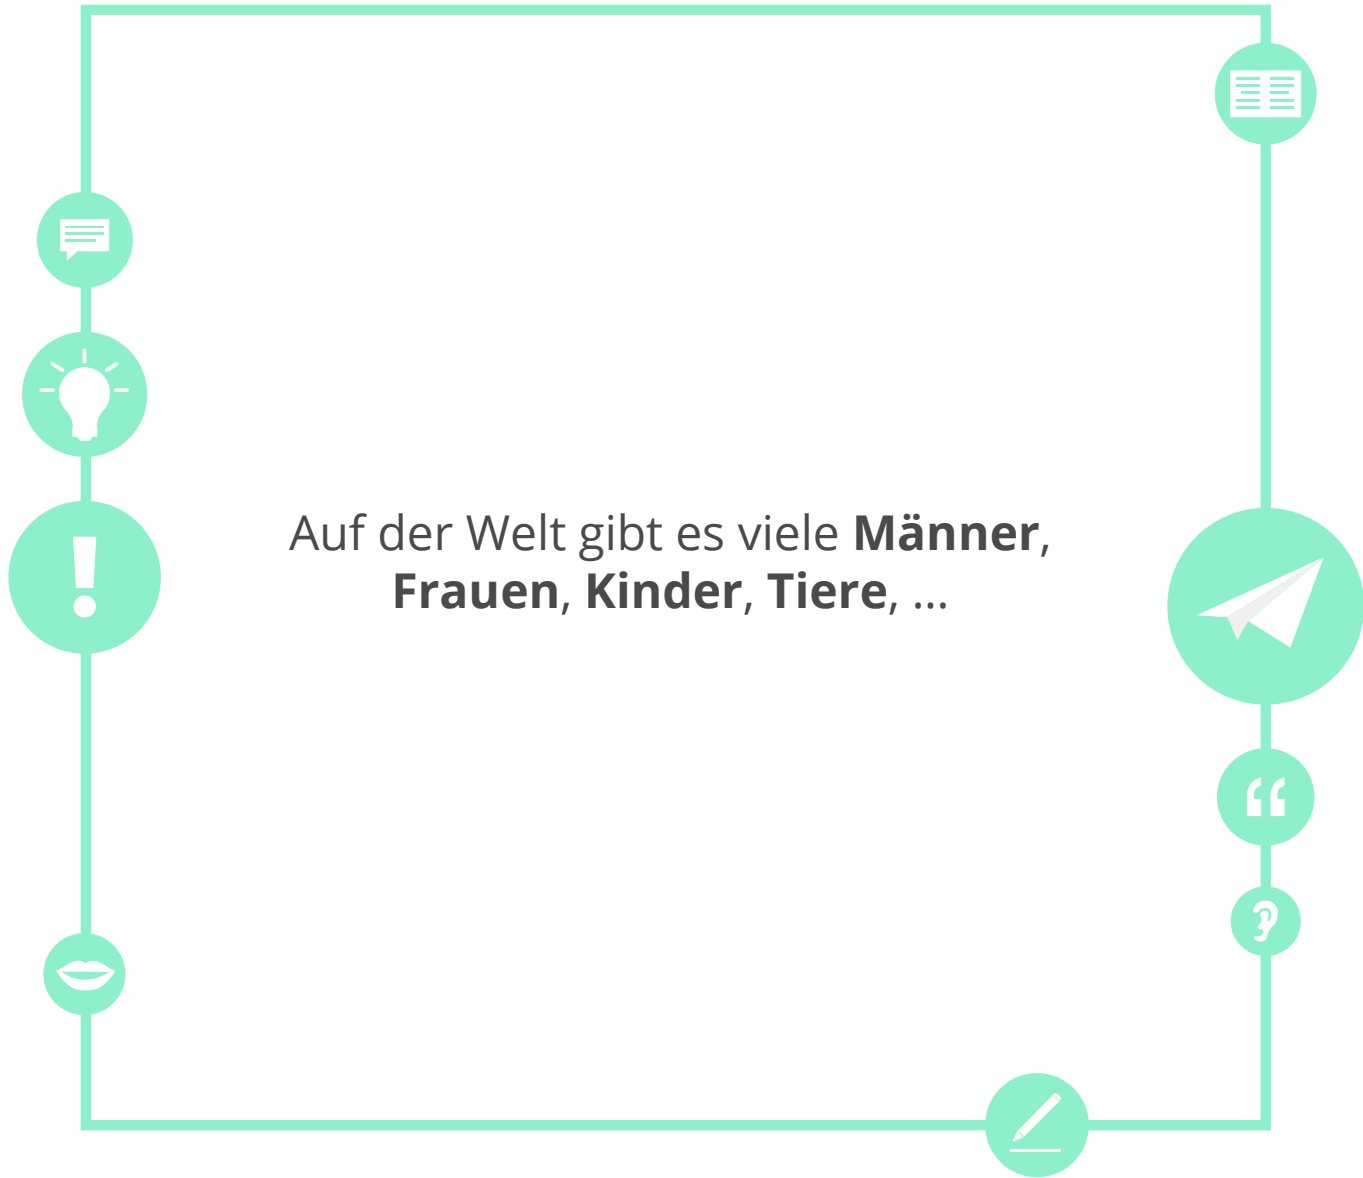 Auf der Welt gibt es viele Männer,
Frauen, Kinder, Tiere, ...